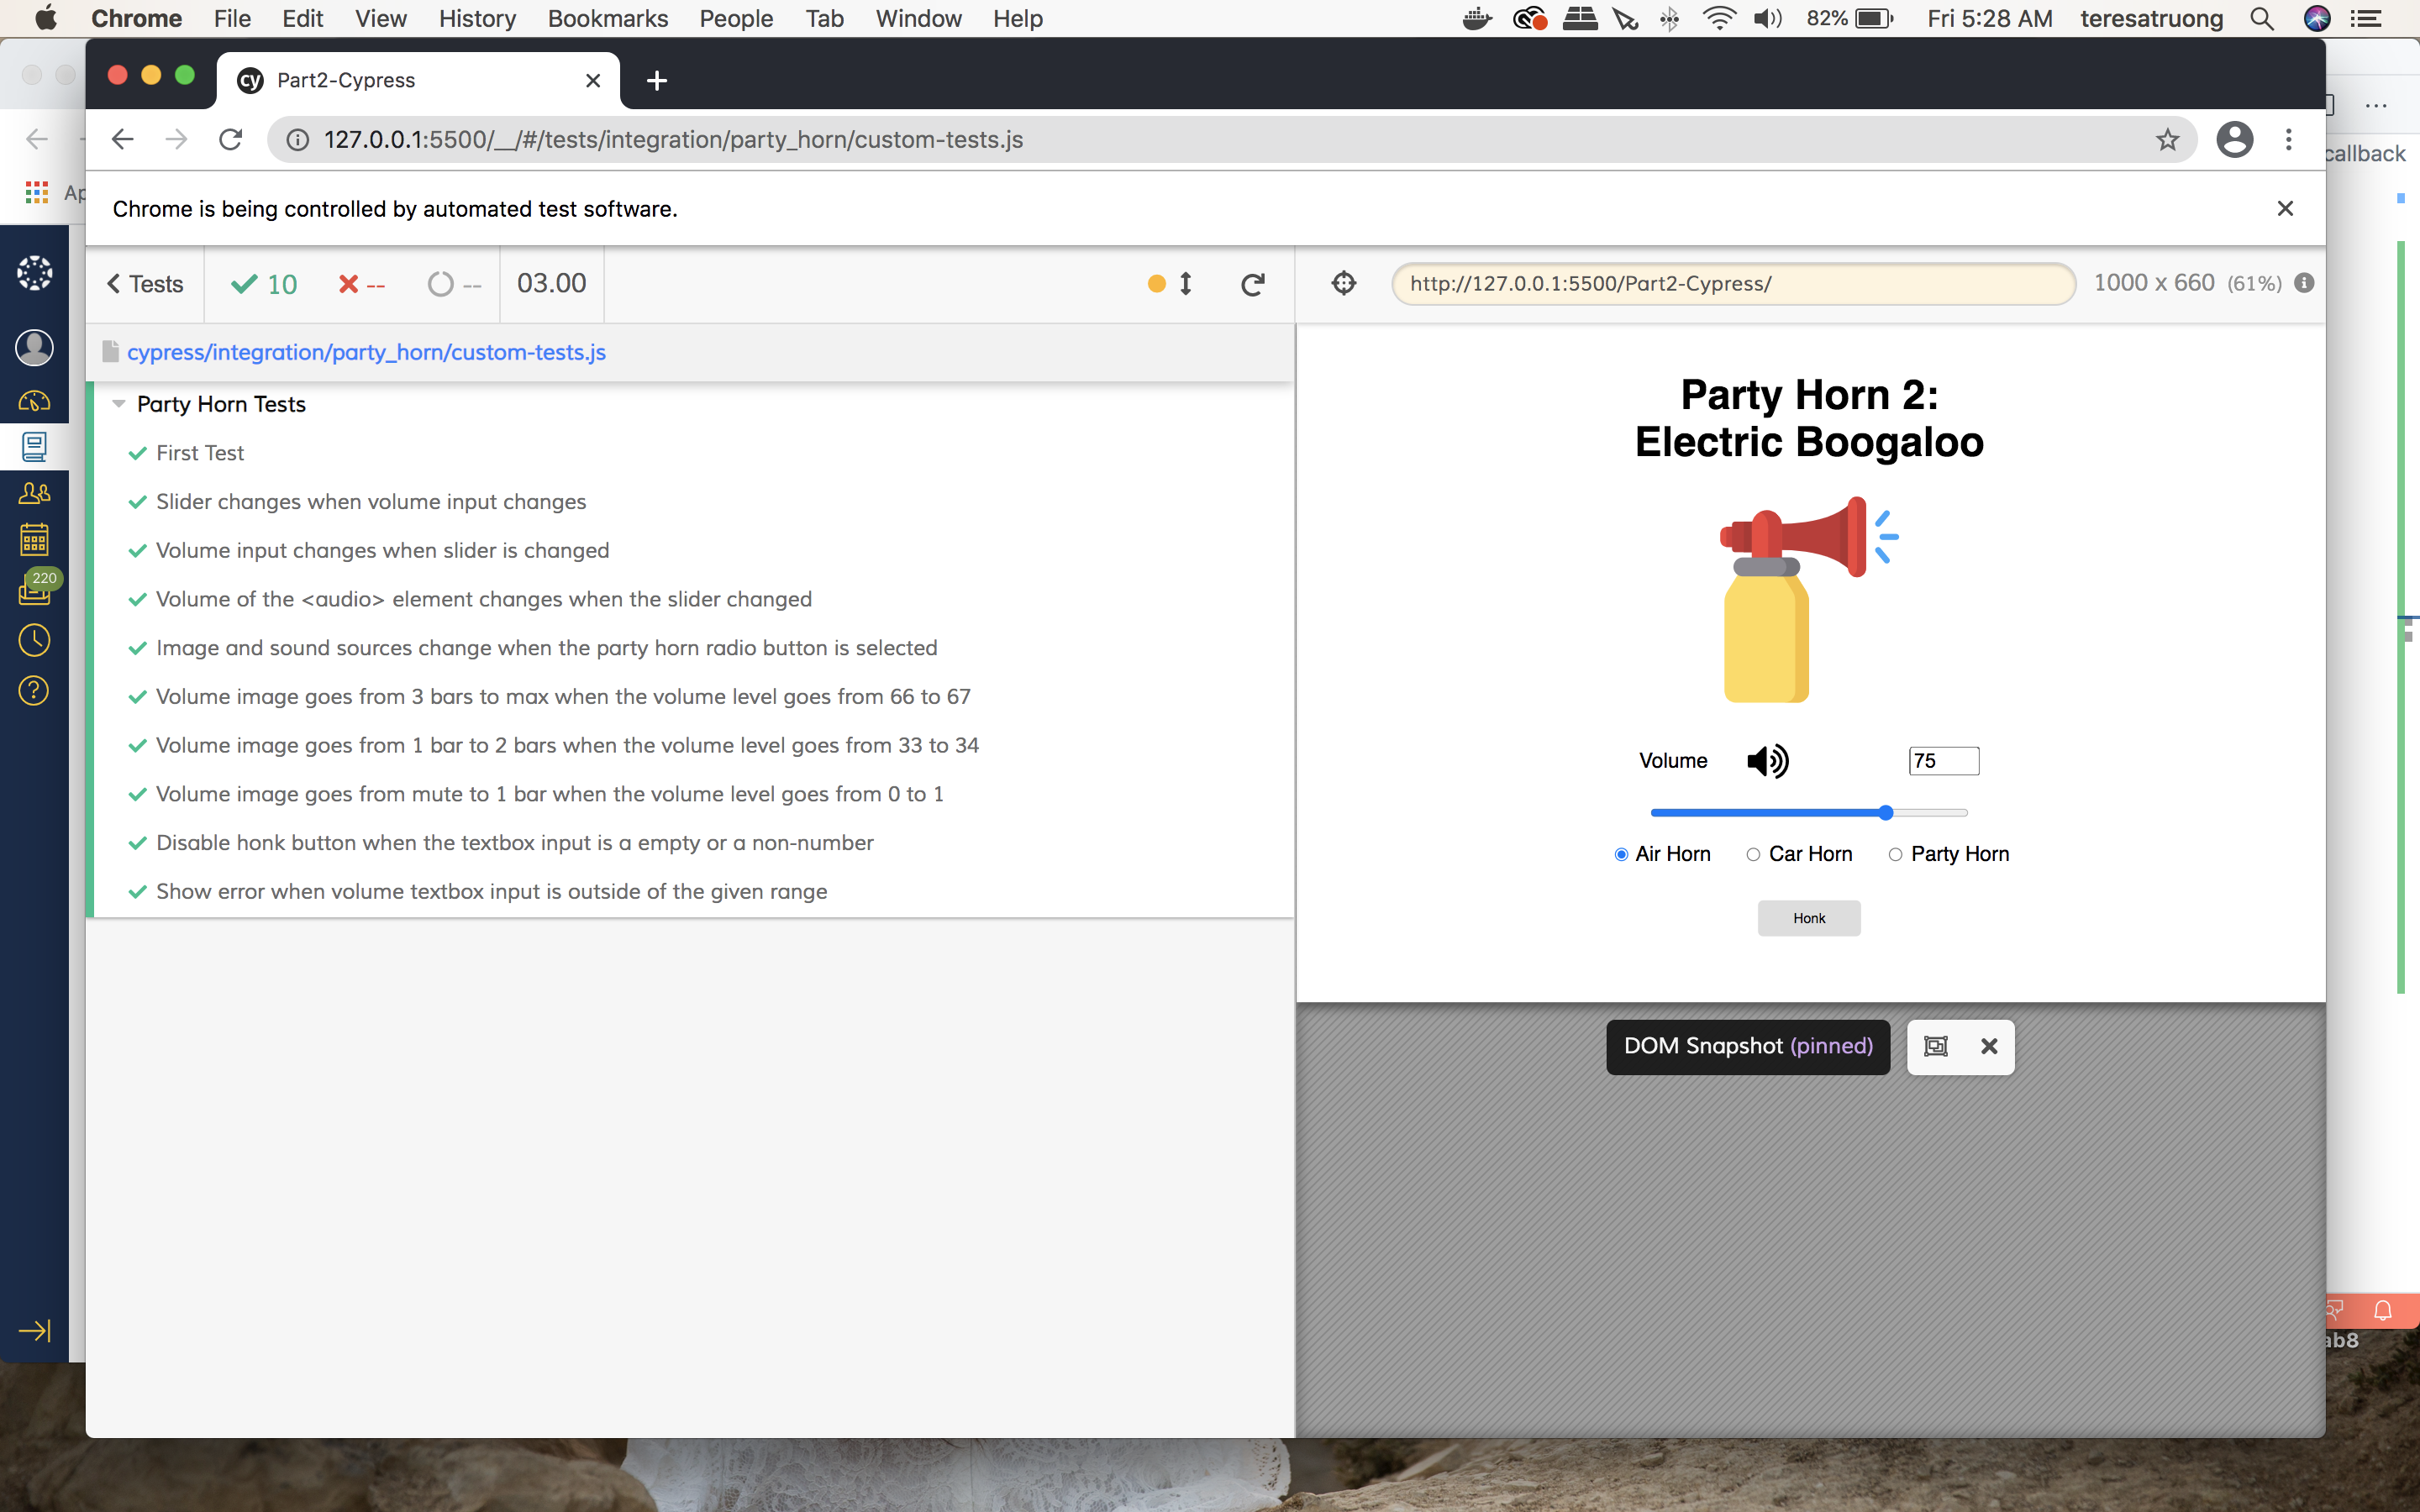 Chrome File Edit View History Bookmarks People Tab Window Help 82% Fri 5:28 AM teresatruong
cy Part2-Cypress
127.0.0.1:5500/__/#/tests/integration/party_horn/custom-tests.js
callback
Chrome is being controlled by automated test software.
Tests 10 -- -- 03.00
http://127.0.0.1:5500/Part2-Cypress/ 1000 x 660 (61%)
cypress/integration/party_horn/custom-tests.js
Party Horn Tests
First Test
Slider changes when volume input changes
Volume input changes when slider is changed
Volume of the <audio> element changes when the slider changed
Image and sound sources change when the party horn radio button is selected
Volume image goes from 3 bars to max when the volume level goes from 66 to 67
Volume image goes from 1 bar to 2 bars when the volume level goes from 33 to 34
Volume image goes from mute to 1 bar when the volume level goes from 0 to 1
Disable honk button when the textbox input is a empty or a non-number
Show error when volume textbox input is outside of the given range
Party Horn 2:
Electric Boogaloo
Volume 75
Air Horn Car Horn Party Horn
Honk
DOM Snapshot (pinned)
220